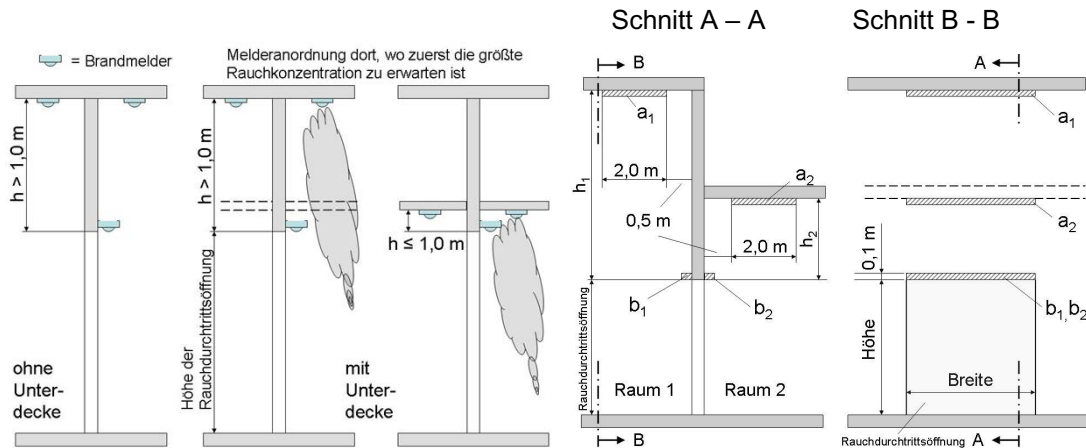 Schnitt A – A
Schnitt B - B
= Brandmelder
Melderanordnung dort, wo zuerst die größte
Rauchkonzentration zu erwarten ist
h > 1,0 m
h > 1,0 m
h ≤ 1,0 m
Höhe der
Rauchdurchtrittsöffnung
ohne
Unter-
decke
mit
Unter-
decke
B
a1
h1
2,0 m
a2
0,5 m
2,0 m
h2
b1
b2
Rauchdurchtrittsöffnung
Raum 1
Raum 2
B
A
a1
a2
0,1 m
b1,b2
Höhe
Breite
Rauchdurchtrittsöffnung
A